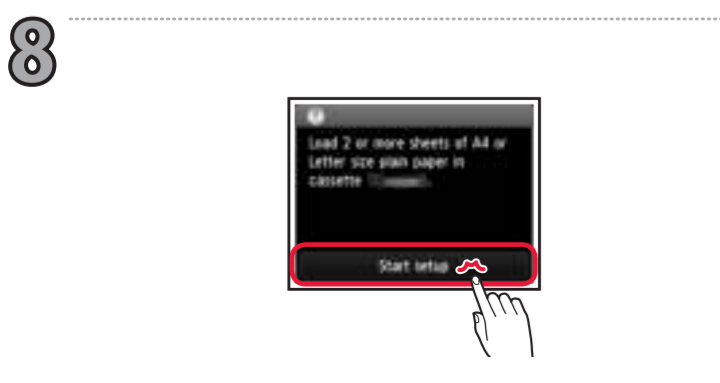 8
Load 2 or more sheets of A4 or
Letter size plain paper in
cassette
Start setup